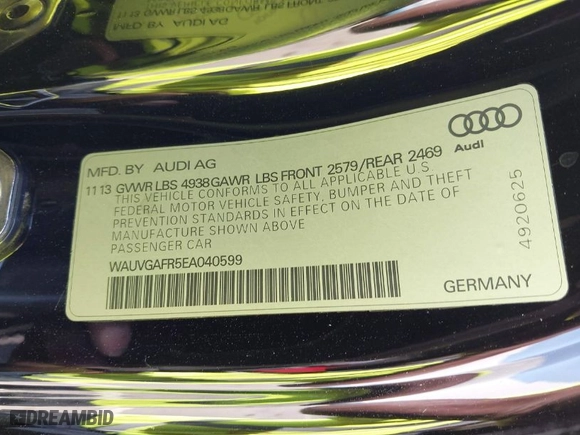 MFD. BY AUDI AG
Audi
1113 GVWR LBS 4938 GAWR LBS FRONT 2579/REAR 2469
THIS VEHICLE CONFORMS TO ALL APPLICABLE U.S
FEDERAL MOTOR VEHICLE SAFETY, BUMPER AND THEFT
PREVENTION STANDARDS IN EFFECT ON THE DATE OF
MANUFACTURE SHOWN ABOVE
PASSENGER CAR
WAUVGAFR5EA040599
4920625
GERMANY
DREAMBID